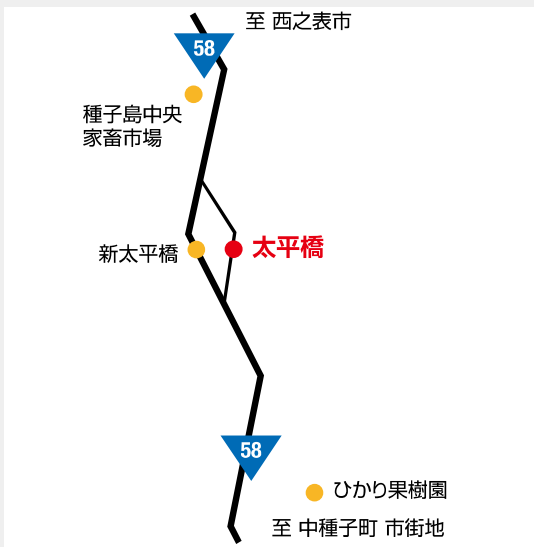 至 西之表市
58
種子島中央
家畜市場
新太平橋
太平橋
58
ひかり果樹園
至 中種子町 市街地